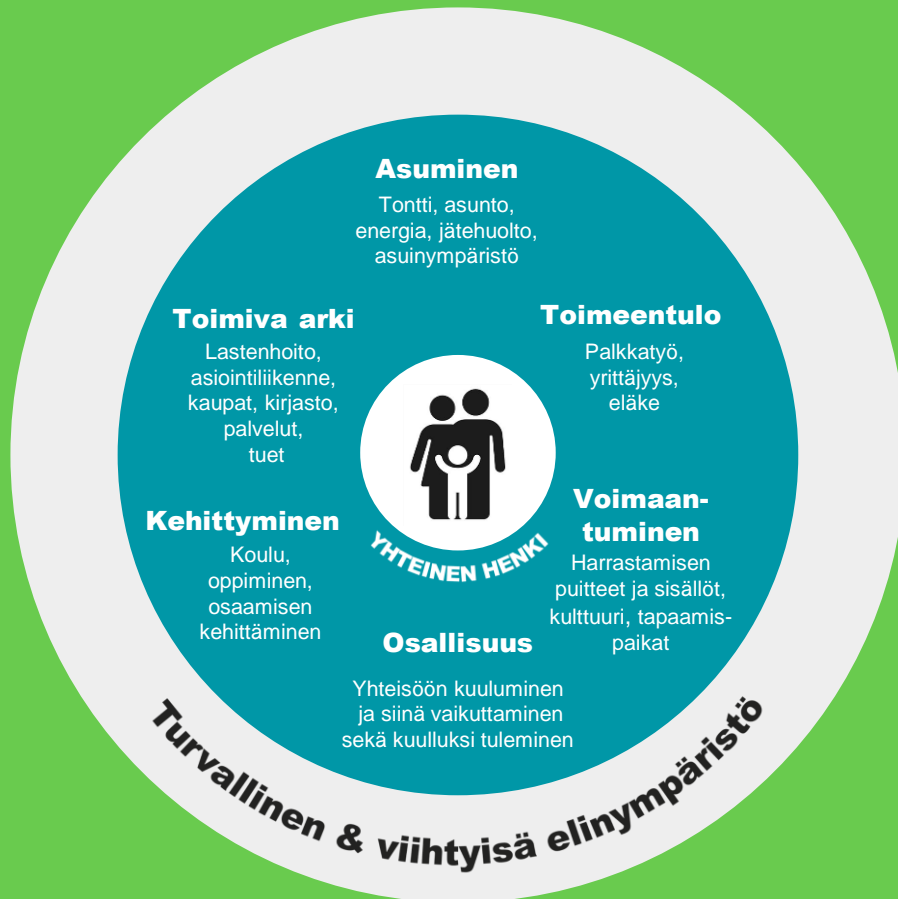 Asuminen
Tontti, asunto,
energia, jätehuolto,
asuinympäristö
Toimiva arki
Lastenhoito,
asiointiliikenne,
kaupat, kirjasto,
palvelut,
tuet
Toimeentulo
Palkkatyö,
yrittäjyys,
eläke
Kehittyminen
Koulu,
oppiminen,
osaamisen
kehittäminen
YHTEINEN HENKI
Voimaan-
tuminen
Harrastamisen
puitteet ja sisällöt,
kulttuuri, tapaamis-
paikat
Osallisuus
Yhteisöön kuuluminen
ja siinä vaikuttaminen
sekä kuulluksi tuleminen
Turvallinen & viihtyisä elinympäristö